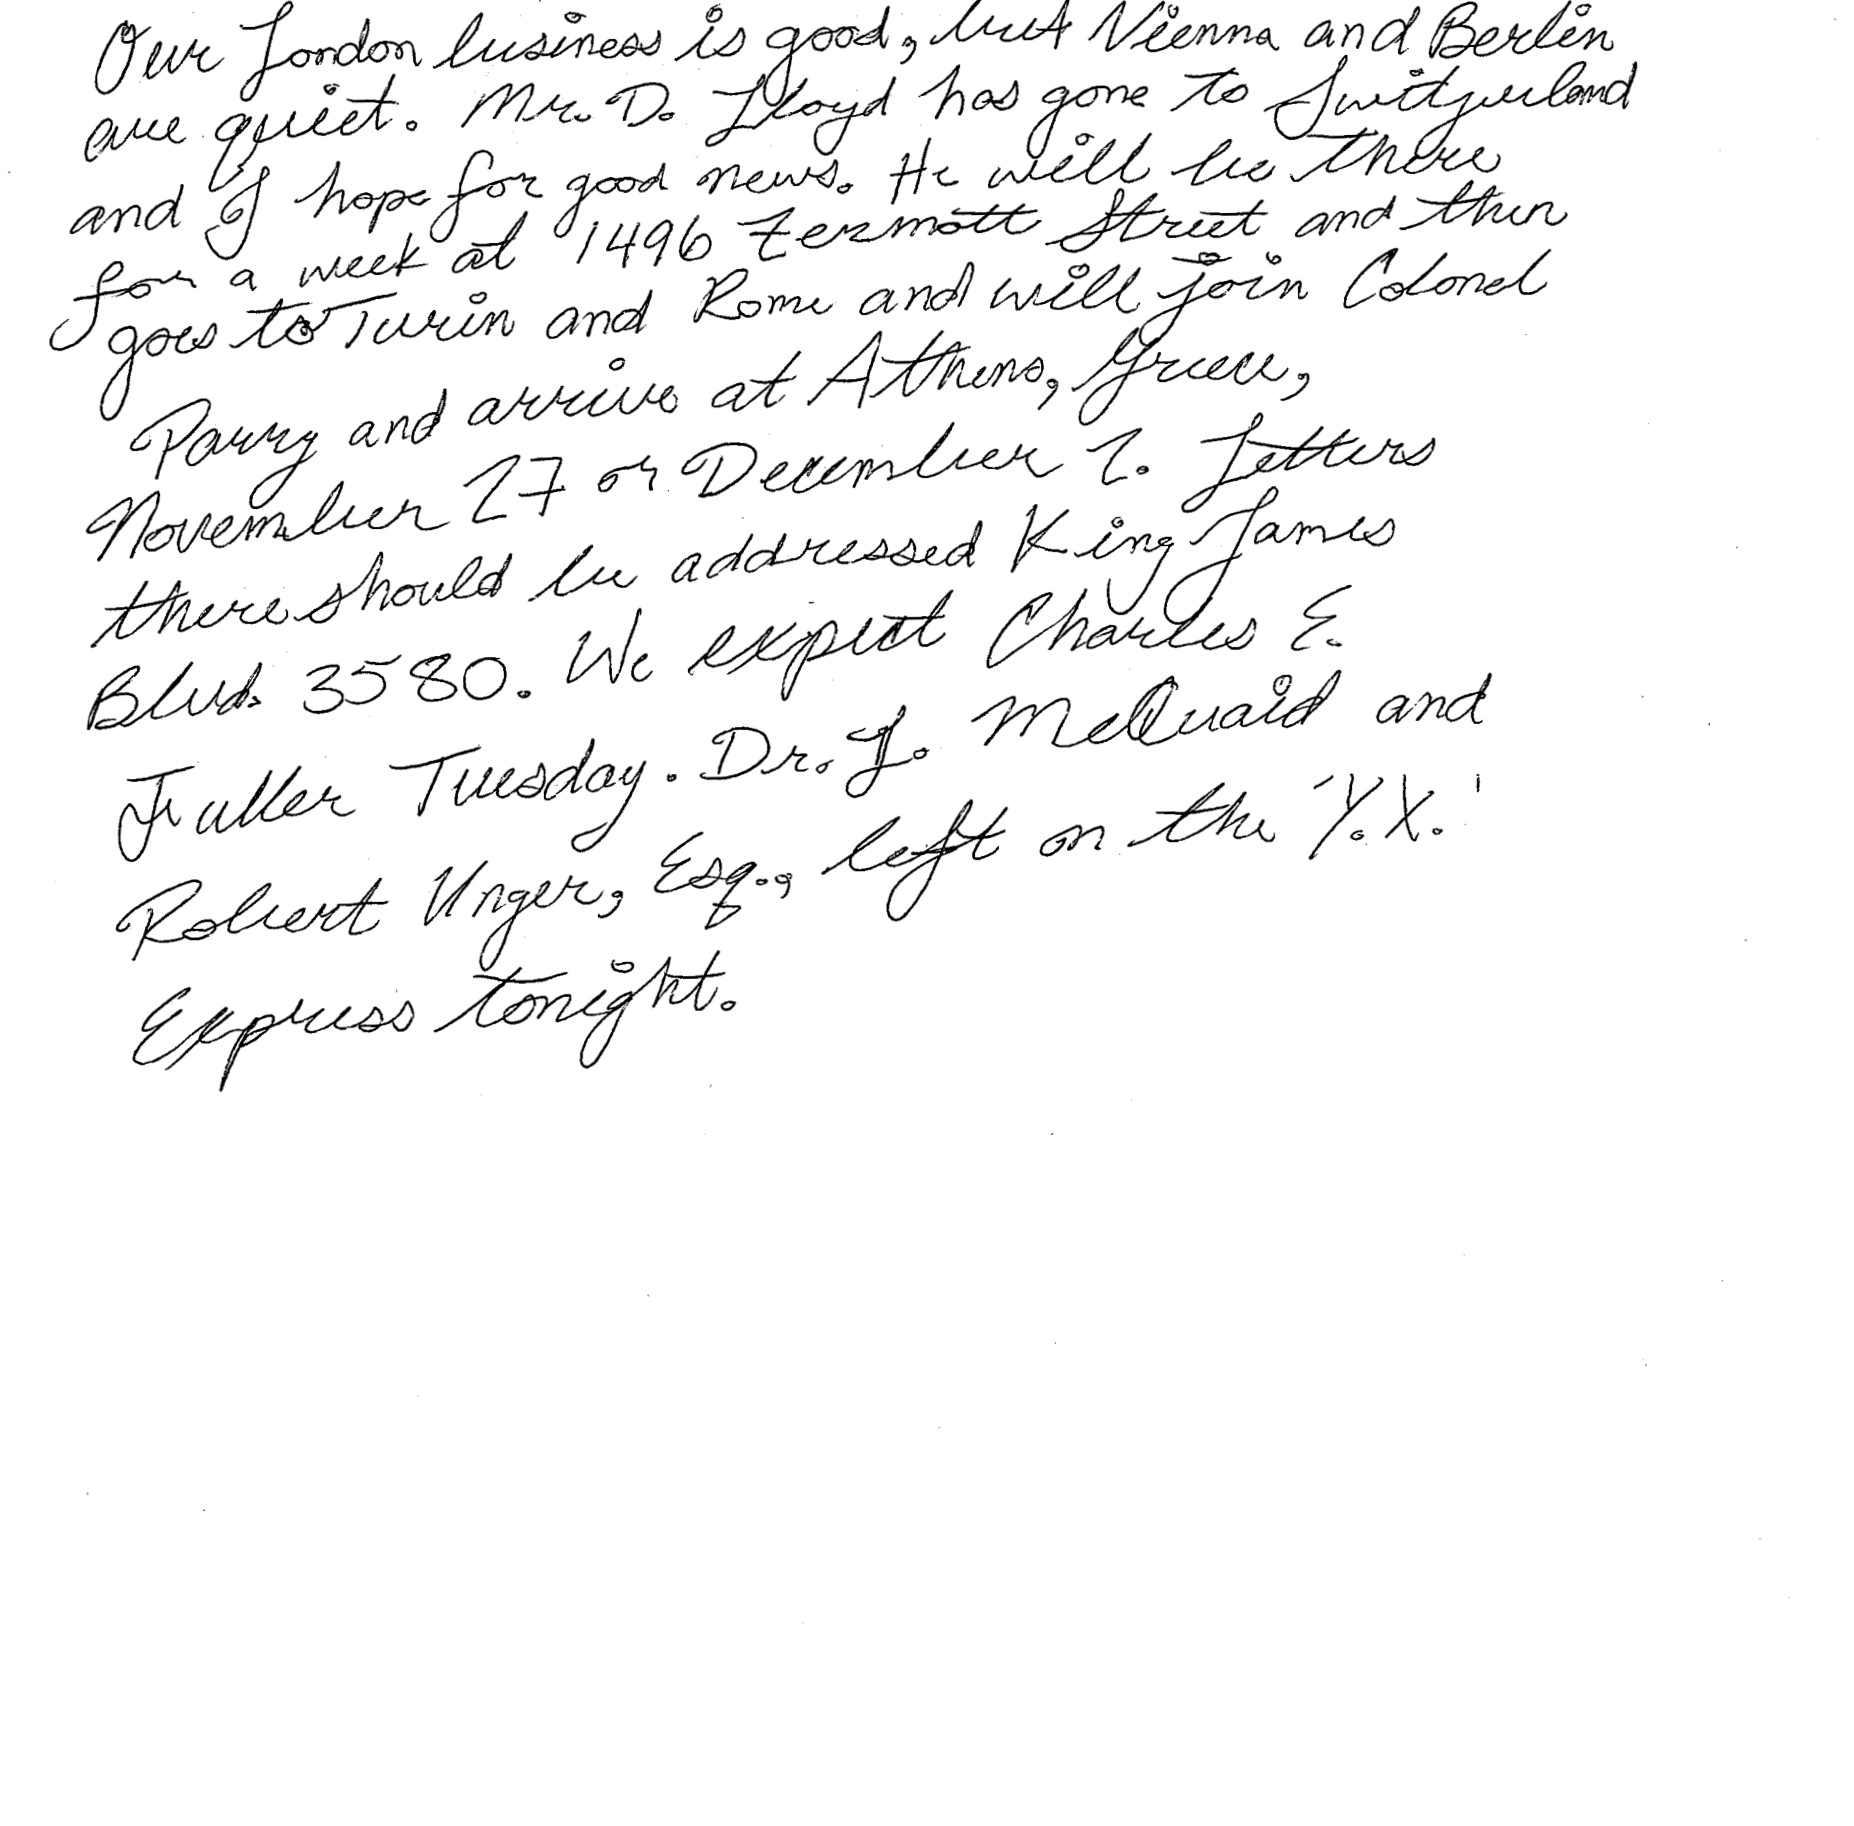 Our London business is good, but Vienna and Berlin
are quiet. Mr. D. Lloyd has gone to Switzerland
and I hope for good news. He will be there
for a week at 1496 Zermott Street and then
goes to Turin and Rome and will join Colonel
Parry and arrive at Athens, Greece,
November 27 or December 2. Letters
there should be addressed King James
Blvd. 3580. We expect Charles E.
Fuller Tuesday. Dr. L. McQuaid and
Robert Unger, Esq., left on the 'Y.X.'
Express tonight.